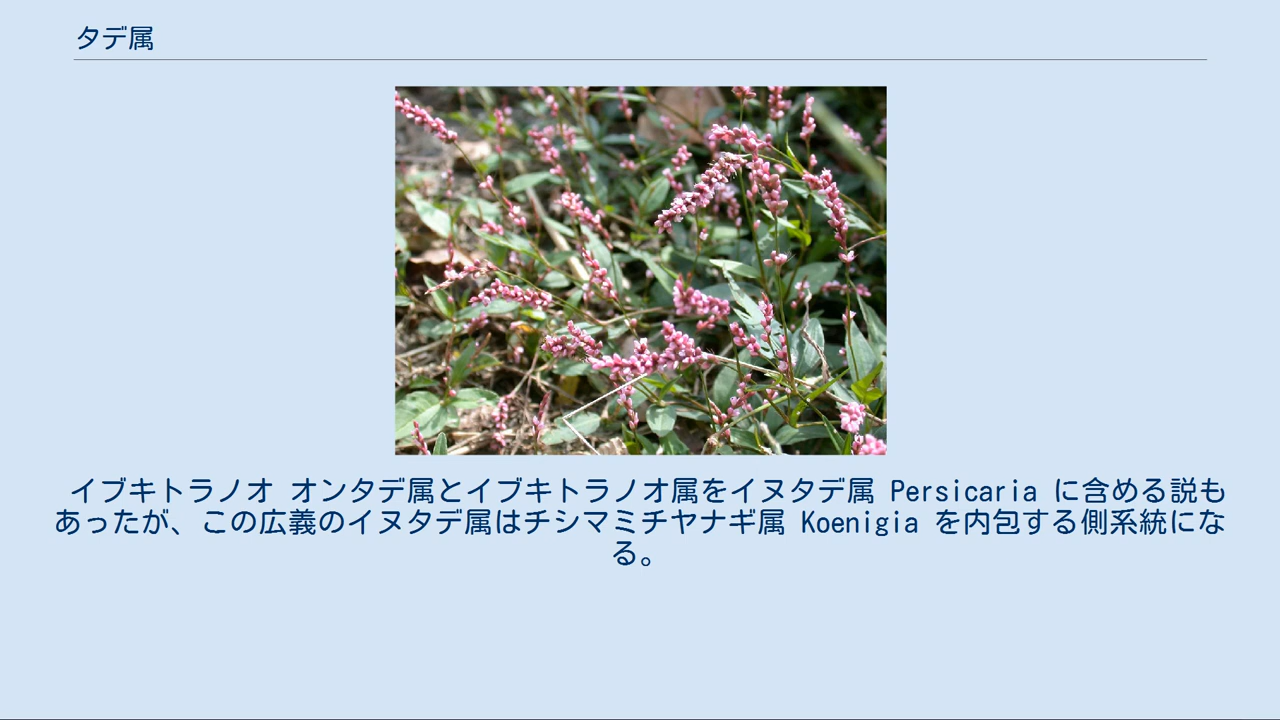 タデ属
イブキトラノオ オンタデ属とイブキトラノオ属をイヌタデ属 Persicaria に含める説も
あったが、この広義のイヌタデ属はチシマミチヤナギ属 Koenigia を内包する側系統にな
る。